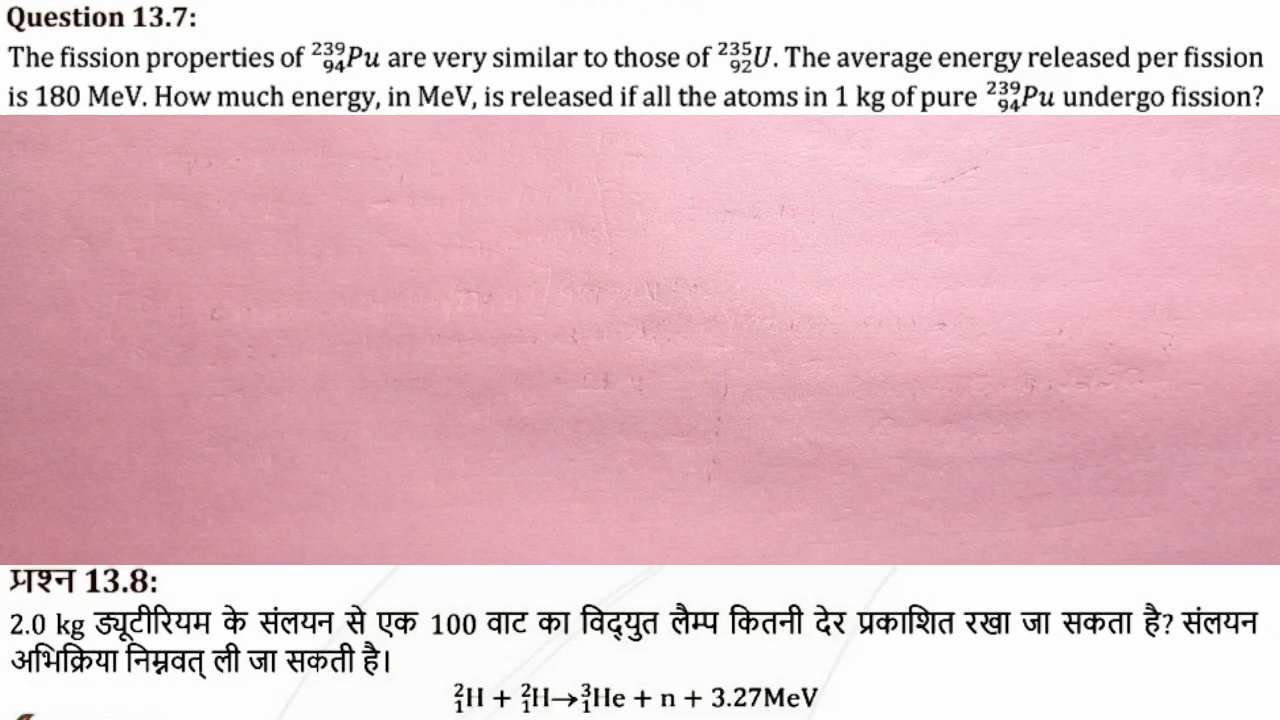 Question 13.7:
The fission properties of ²³⁹₉₄Pu are very similar to those of ²³⁵₉₂U. The average energy released per fission
is 180 MeV. How much energy, in MeV, is released if all the atoms in 1 kg of pure ²³⁹₉₄Pu undergo fission?
प्रश्न 13.8:
2.0 kg ड्यूटीरियम के संलयन से एक 100 वाट का विद्युत लैम्प कितनी देर प्रकाशित रखा जा सकता है? संलयन
अभिक्रिया निम्नवत् ली जा सकती है।
²₁H + ²₁H→³₁He + n + 3.27MeV